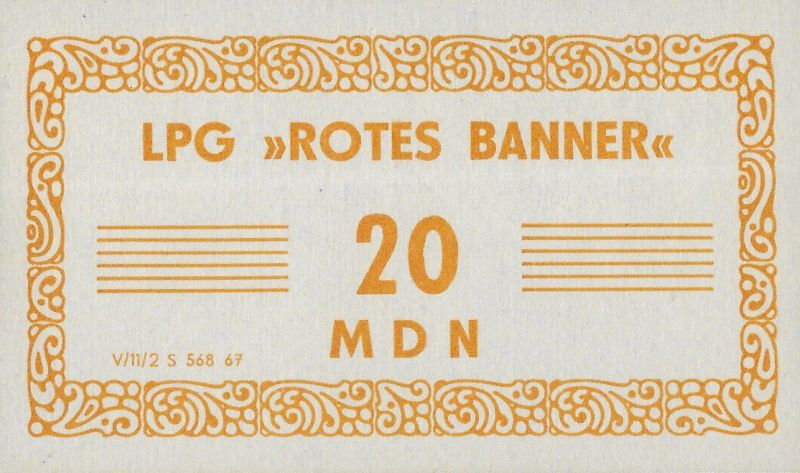 LPG »ROTES BANNER«
20
MDN
V/11/2 S 568 67